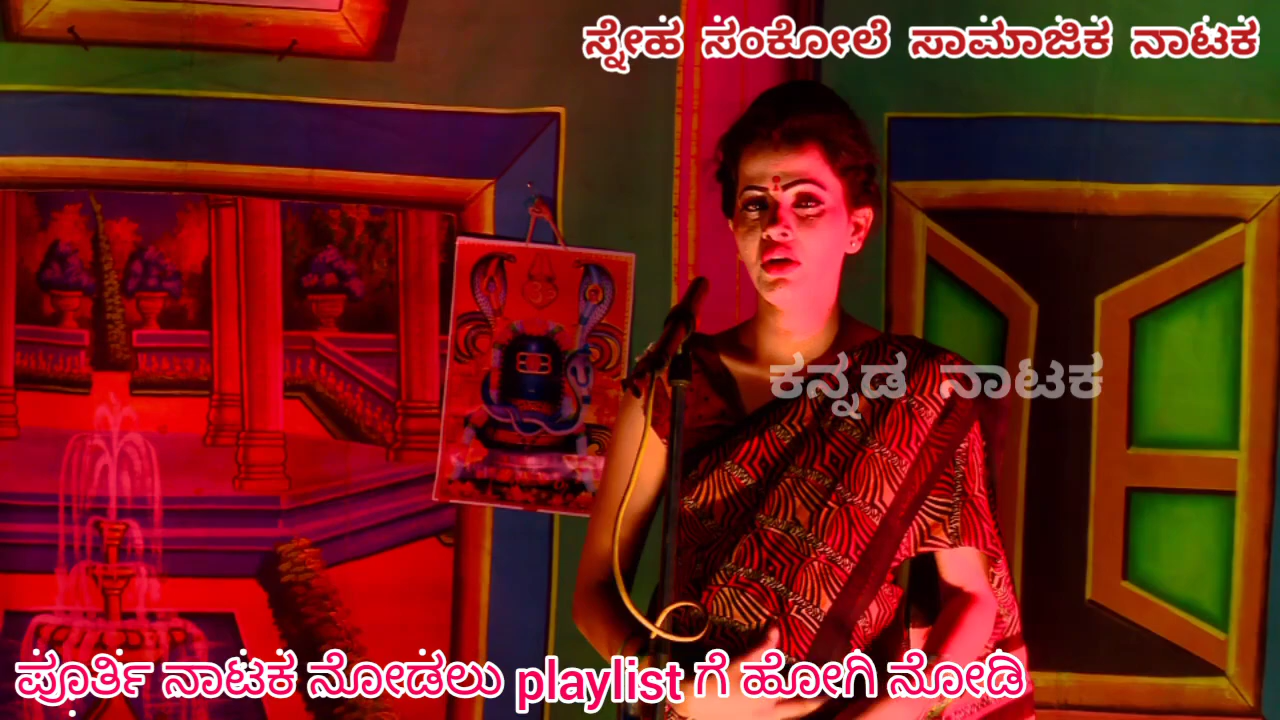 ಸ್ನೇಹ ಸಂಕೋಲೆ ಸಾಮಾಜಿಕ ನಾಟಕ
ಕನ್ನಡ ನಾಟಕ
ಪೂರ್ತಿ ನಾಟಕ ನೋಡಲು playlist ಗೆ ಹೋಗಿ ನೋಡಿ